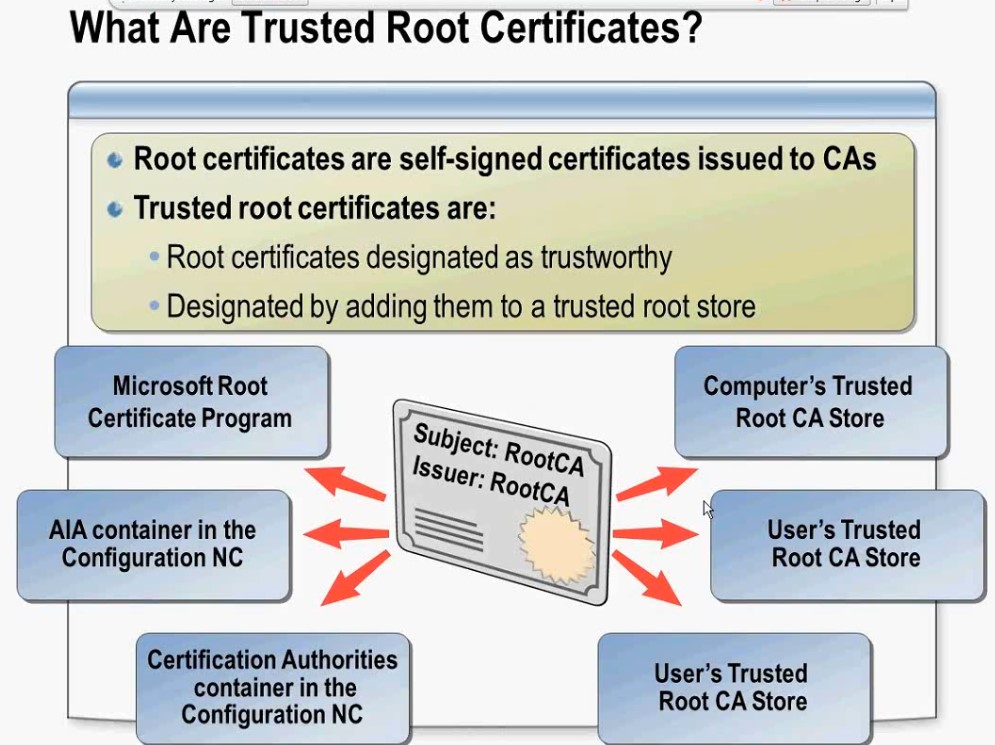 What Are Trusted Root Certificates?
Root certificates are self-signed certificates issued to CAs
Trusted root certificates are:
Root certificates designated as trustworthy
Designated by adding them to a trusted root store
Microsoft Root
Certificate Program
Computer's Trusted
Root CA Store
Subject: RootCA
Issuer: RootCA
AIA container in the
Configuration NC
User's Trusted
Root CA Store
Certification Authorities
container in the
Configuration NC
User's Trusted
Root CA Store